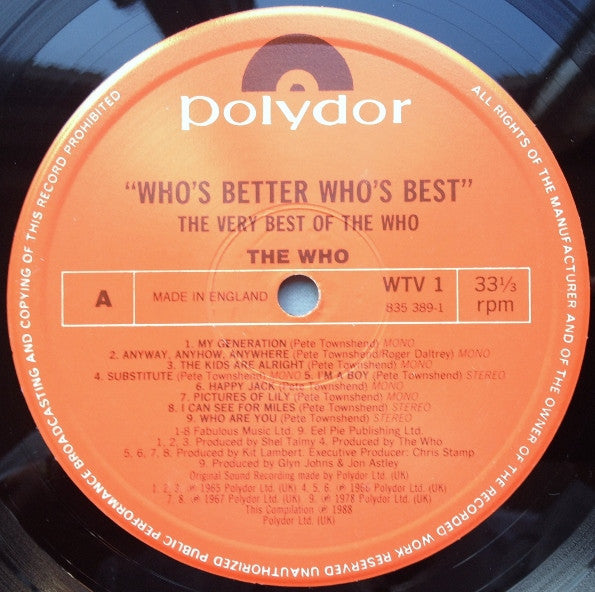 polydor
"WHO'S BETTER WHO'S BEST"
THE VERY BEST OF THE WHO
THE WHO
A
MADE IN ENGLAND
WTV 1
835 389-1
33⅓
rpm
1. MY GENERATION (Pete Townshend) MONO
2. ANYWAY, ANYHOW, ANYWHERE (Pete Townshend/Roger Daltrey) MONO
3. THE KIDS ARE ALRIGHT (Pete Townshend) MONO
4. SUBSTITUTE (Pete Townshend) MONO 5. I'M A BOY (Pete Townshend) STEREO
6. HAPPY JACK (Pete Townshend) MONO
7. PICTURES OF LILY (Pete Townshend) MONO
8. I CAN SEE FOR MILES (Pete Townshend) STEREO
9. WHO ARE YOU (Pete Townshend) STEREO
1-8 Fabulous Music Ltd. 9. Eel Pie Publishing Ltd.
1, 2, 3. Produced by Shel Talmy 4. Produced by The Who
5, 6, 7, 8. Produced by Kit Lambert. Executive Producer: Chris Stamp
9. Produced by Glyn Johns & Jon Astley
Original Sound Recording made by Polydor Ltd. (UK)
1, 2, 3, ℗ 1965 Polydor Ltd. (UK) 4, 5, 6. ℗ 1966 Polydor Ltd. (UK)
7, 8. ℗ 1967 Polydor Ltd. (UK) 9. ℗ 1978 Polydor Ltd. (UK)
This Compilation ℗ 1988
Polydor Ltd. (UK)
ALL RIGHTS OF THE MANUFACTURER AND OF THE OWNER OF THE RECORDED WORK RESERVED UNAUTHORIZED PUBLIC PERFORMANCE BROADCASTING AND COPYING OF THIS RECORD PROHIBITED